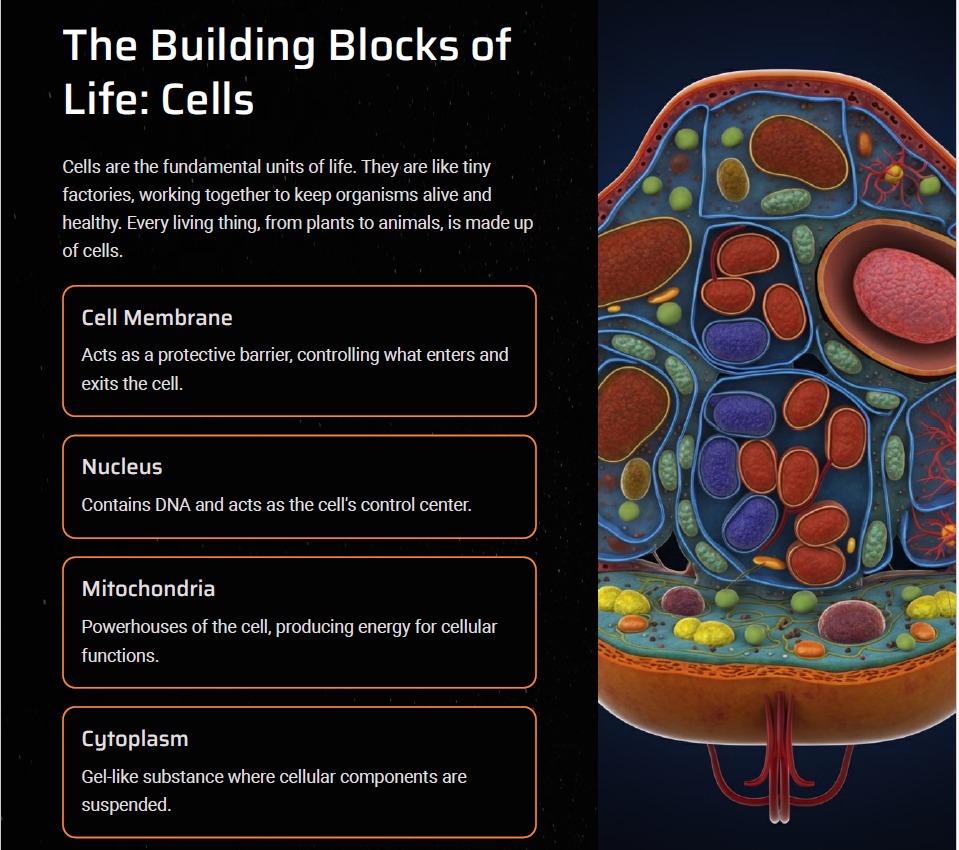 The Building Blocks of
Life: Cells
Cells are the fundamental units of life. They are like tiny
factories, working together to keep organisms alive and
healthy. Every living thing, from plants to animals, is made up
of cells.
Cell Membrane
Acts as a protective barrier, controlling what enters and
exits the cell.
Nucleus
Contains DNA and acts as the cell's control center.
Mitochondria
Powerhouses of the cell, producing energy for cellular
functions.
Cytoplasm
Gel-like substance where cellular components are
suspended.